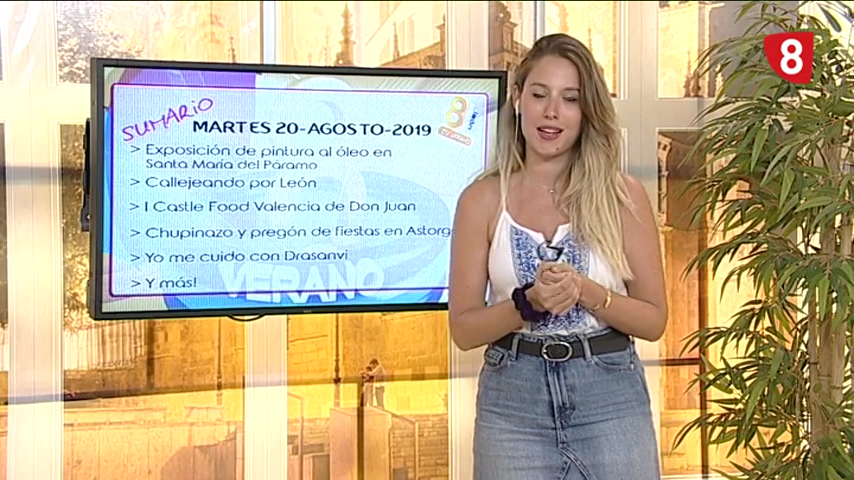 8
SUMARIO
MARTES 20-AGOSTO-2019
> Exposición de pintura al óleo en
Santa María del Páramo
> Callejeando por León
> I Castle Food Valencia de Don Juan
> Chupinazo y pregón de fiestas en Astorg
> Yo me cuido con Drasanvi
> Y más!
VERANO